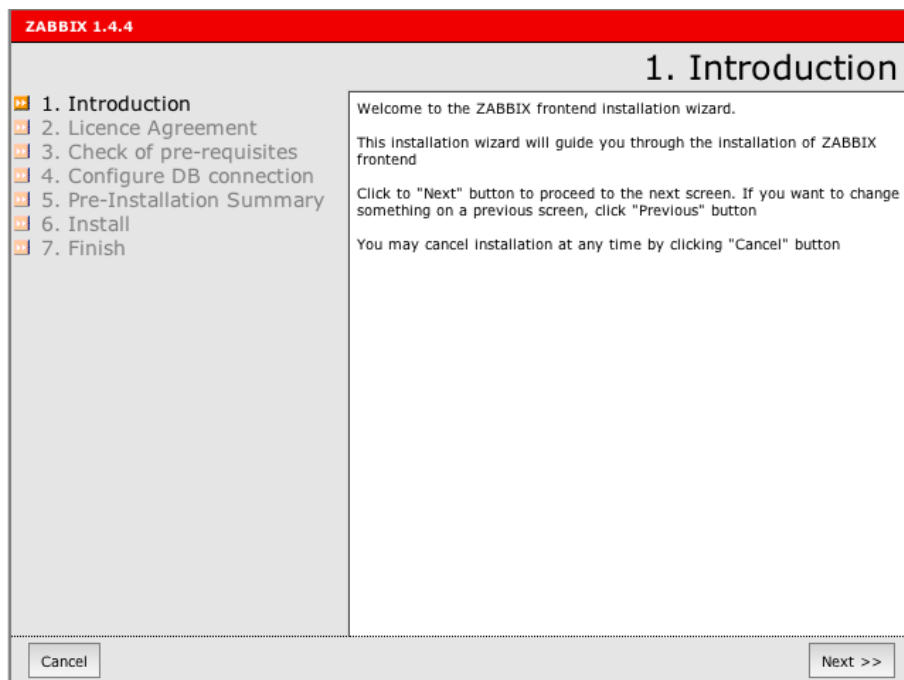 ZABBIX 1.4.4
1. Introduction
1. Introduction
2. Licence Agreement
3. Check of pre-requisites
4. Configure DB connection
5. Pre-Installation Summary
6. Install
7. Finish
Welcome to the ZABBIX frontend installation wizard.
This installation wizard will guide you through the installation of ZABBIX
frontend
Click to "Next" button to proceed to the next screen. If you want to change
something on a previous screen, click "Previous" button
You may cancel installation at any time by clicking "Cancel" button
Cancel
Next >>